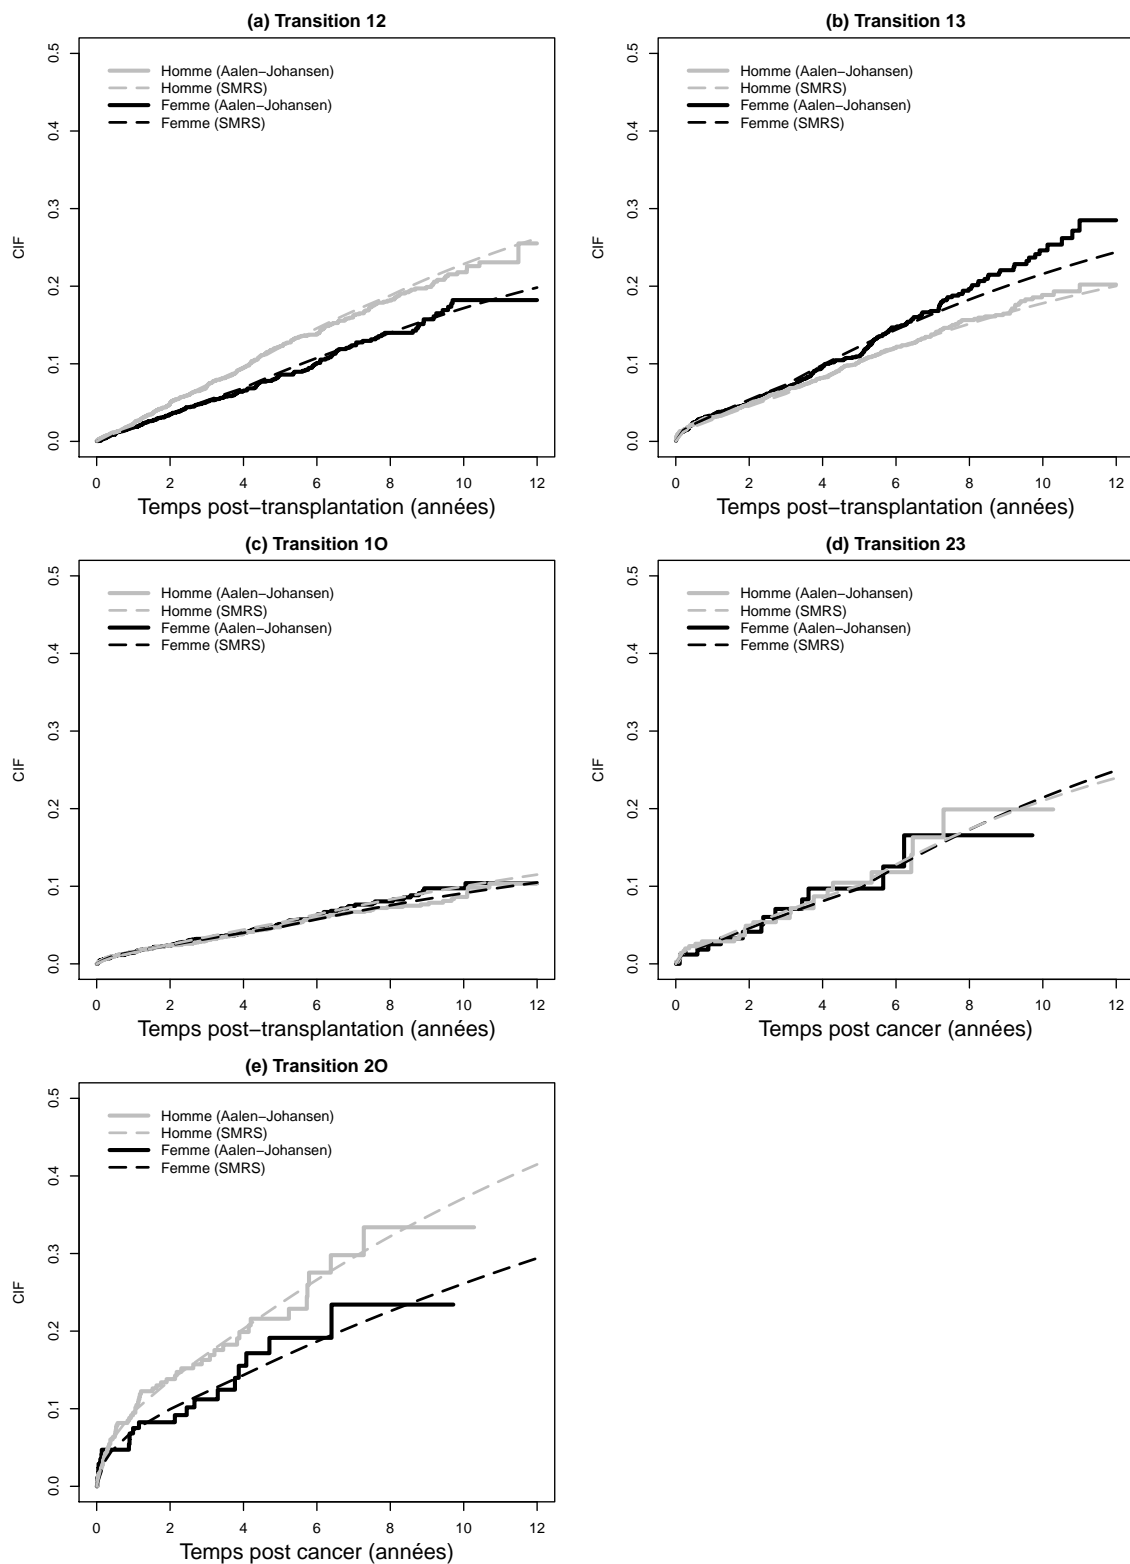 (a) Transition 12
CIF
0.5
0.4
0.3
0.2
0.1
0.0
Homme (Aalen−Johansen)
Homme (SMRS)
Femme (Aalen−Johansen)
Femme (SMRS)
0 2 4 6 8 10 12
Temps post−transplantation (années)
(b) Transition 13
CIF
0.5
0.4
0.3
0.2
0.1
0.0
Homme (Aalen−Johansen)
Homme (SMRS)
Femme (Aalen−Johansen)
Femme (SMRS)
0 2 4 6 8 10 12
Temps post−transplantation (années)
(c) Transition 1O
CIF
0.5
0.4
0.3
0.2
0.1
0.0
Homme (Aalen−Johansen)
Homme (SMRS)
Femme (Aalen−Johansen)
Femme (SMRS)
0 2 4 6 8 10 12
Temps post−transplantation (années)
(d) Transition 23
CIF
0.5
0.4
0.3
0.2
0.1
0.0
Homme (Aalen−Johansen)
Homme (SMRS)
Femme (Aalen−Johansen)
Femme (SMRS)
0 2 4 6 8 10 12
Temps post cancer (années)
(e) Transition 2O
CIF
0.5
0.4
0.3
0.2
0.1
0.0
Homme (Aalen−Johansen)
Homme (SMRS)
Femme (Aalen−Johansen)
Femme (SMRS)
0 2 4 6 8 10 12
Temps post cancer (années)